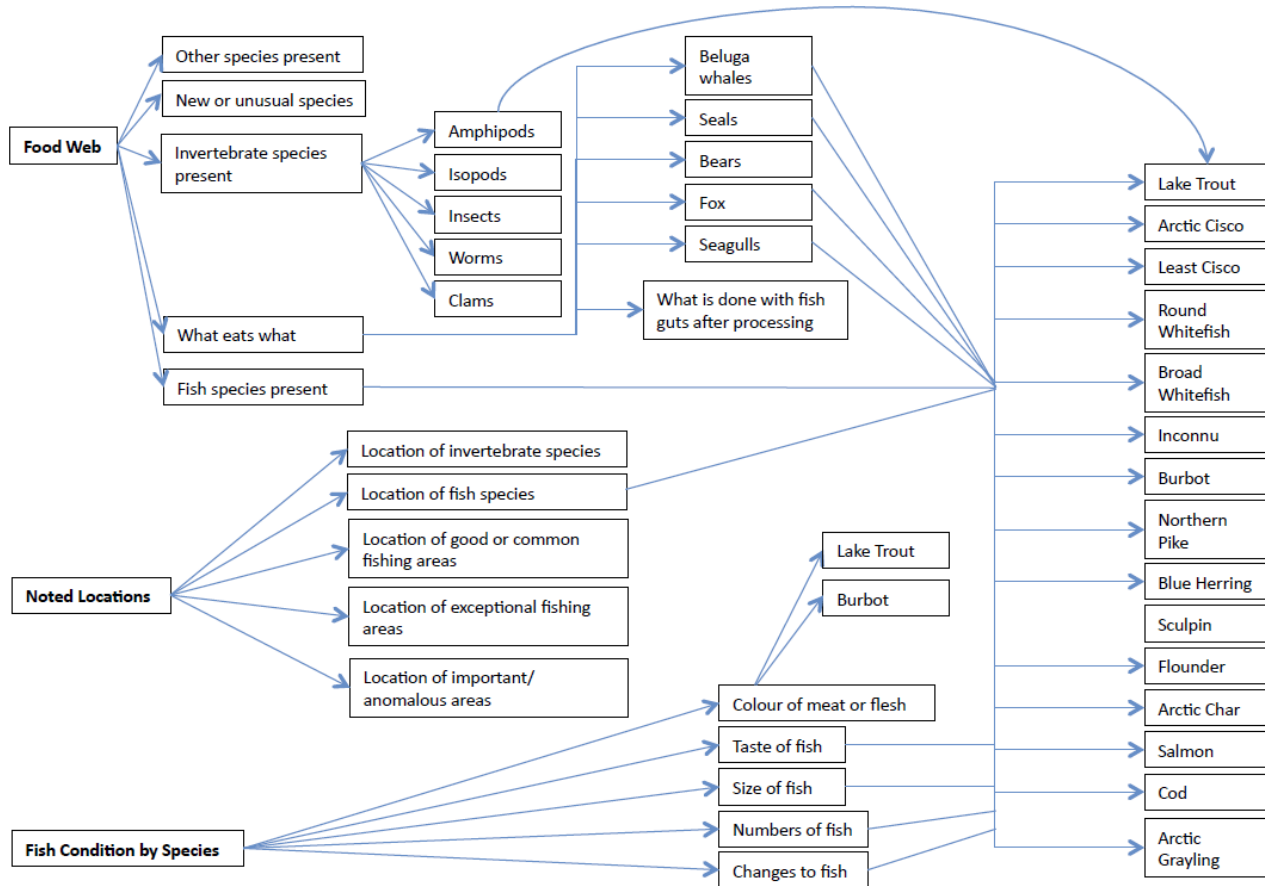 Food Web
Other species present
New or unusual species
Invertebrate species
present
What eats what
Fish species present
Amphipods
Isopods
Insects
Worms
Clams
Beluga
whales
Seals
Bears
Fox
Seagulls
What is done with fish
guts after processing
Noted Locations
Location of invertebrate species
Location of fish species
Location of good or common
fishing areas
Location of exceptional fishing
areas
Location of important/
anomalous areas
Fish Condition by Species
Colour of meat or flesh
Taste of fish
Size of fish
Numbers of fish
Changes to fish
Lake Trout
Burbot
Lake Trout
Arctic Cisco
Least Cisco
Round
Whitefish
Broad
Whitefish
Inconnu
Burbot
Northern
Pike
Blue Herring
Sculpin
Flounder
Arctic Char
Salmon
Cod
Arctic
Grayling